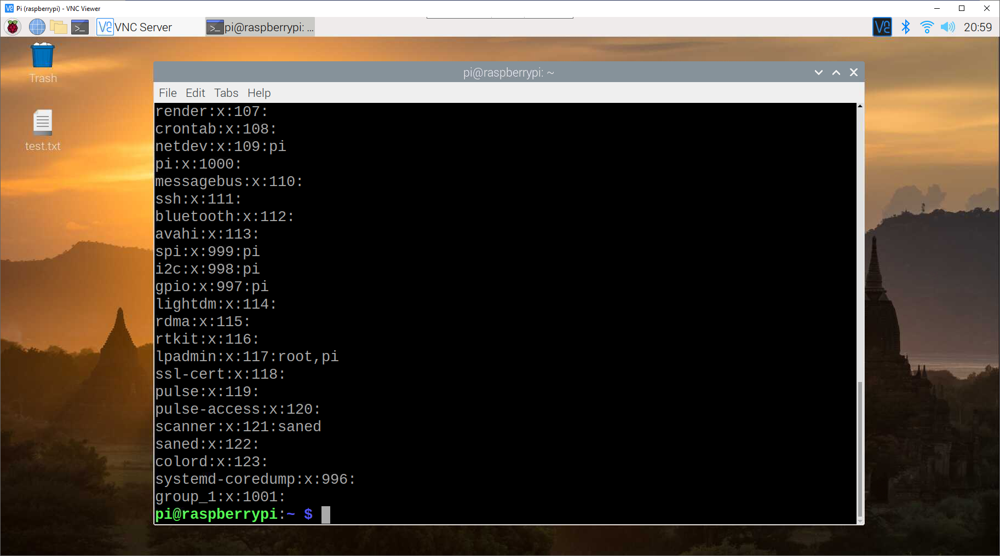 Pi (raspberrypi) - VNC Viewer
VNC Server
pi@raspberrypi: ...
20:59
Trash
test.txt
pi@raspberrypi: ~
File Edit Tabs Help
render:x:107:
crontab:x:108:
netdev:x:109:pi
pi:x:1000:
messagebus:x:110:
ssh:x:111:
bluetooth:x:112:
avahi:x:113:
spi:x:999:pi
i2c:x:998:pi
gpio:x:997:pi
lightdm:x:114:
rdma:x:115:
rtkit:x:116:
lpadmin:x:117:root,pi
ssl-cert:x:118:
pulse:x:119:
pulse-access:x:120:
scanner:x:121:saned
saned:x:122:
colord:x:123:
systemd-coredump:x:996:
group_1:x:1001:
pi@raspberrypi:~ $